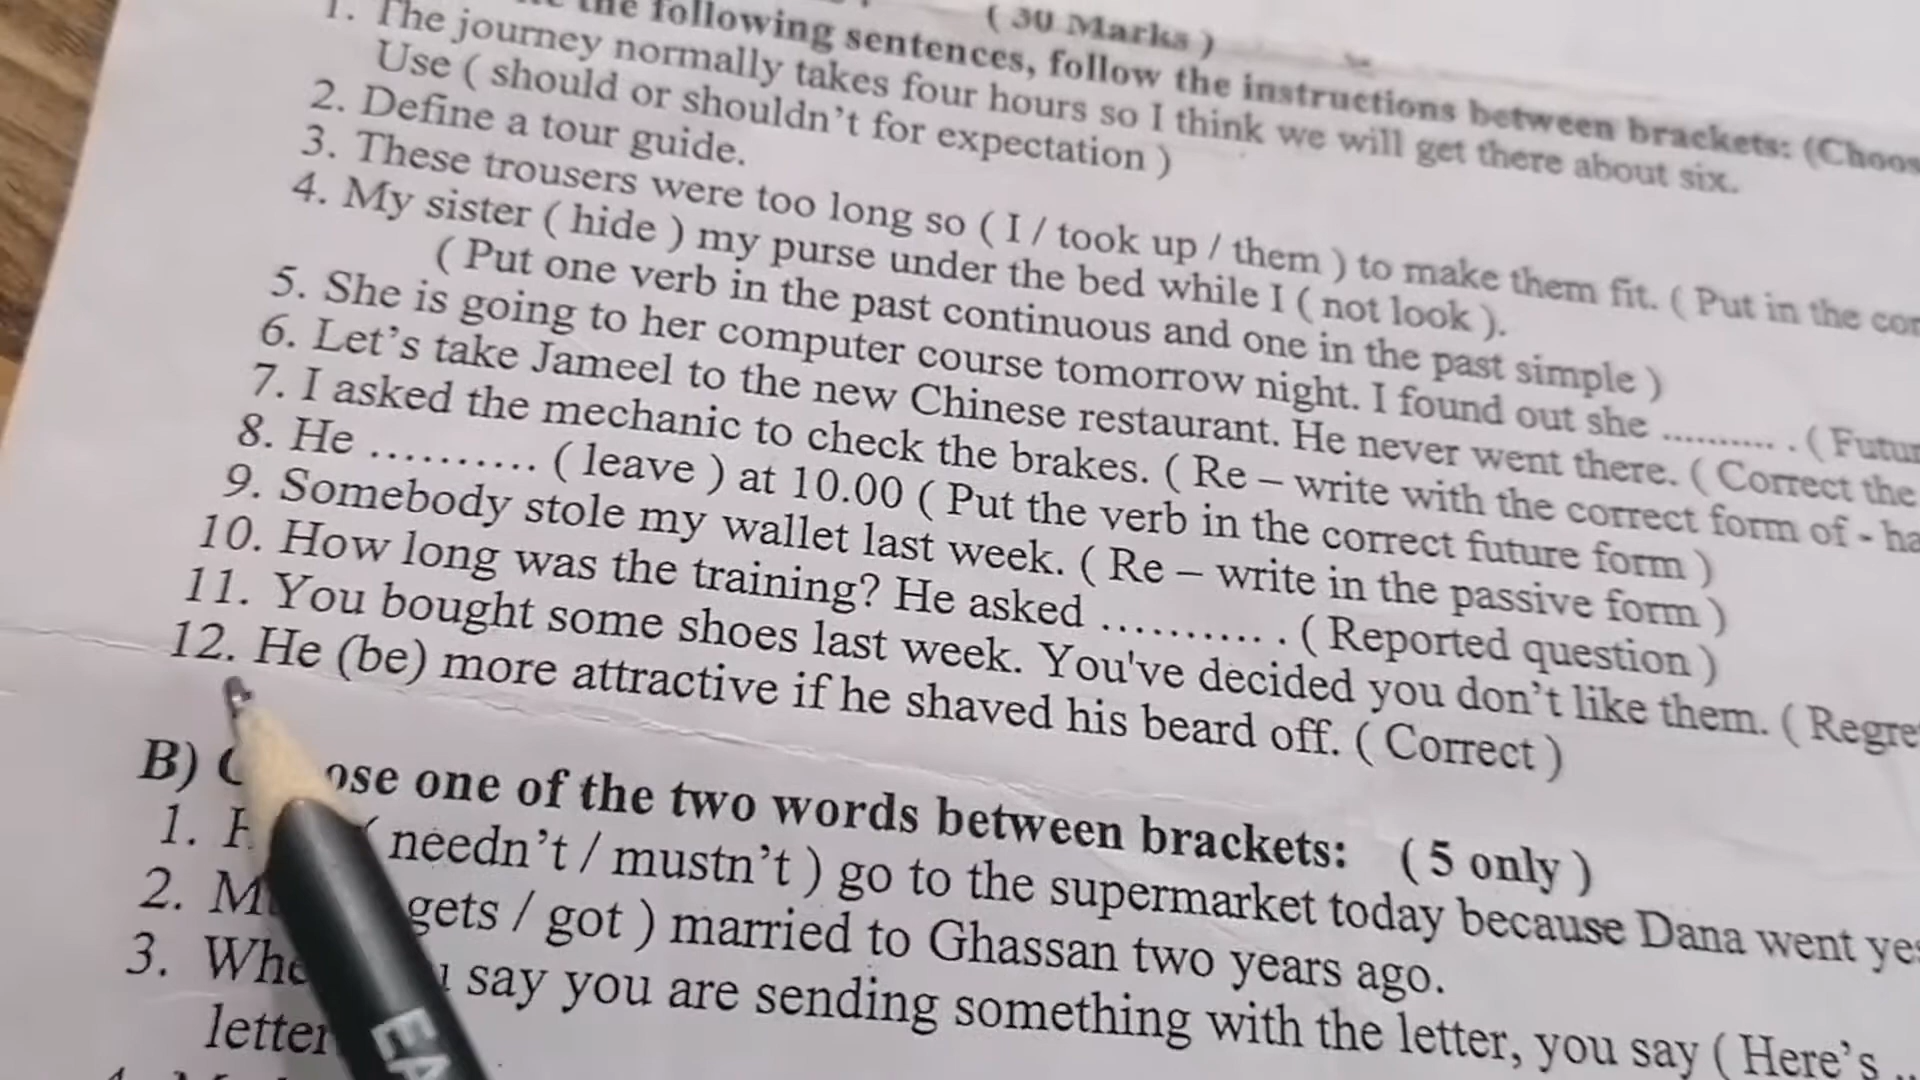 ( 30 Marks )
the following sentences, follow the instructions between brackets: (Choos
1. The journey normally takes four hours so I think we will get there about six.
Use ( should or shouldn't for expectation )
2. Define a tour guide.
3. These trousers were too long so ( I / took up / them ) to make them fit. ( Put in the cor
4. My sister ( hide ) my purse under the bed while I ( not look ).
( Put one verb in the past continuous and one in the past simple )
5. She is going to her computer course tomorrow night. I found out she .......... . ( Futur
6. Let's take Jameel to the new Chinese restaurant. He never went there. ( Correct the
7. I asked the mechanic to check the brakes. ( Re – write with the correct form of - ha
8. He .......... ( leave ) at 10.00 ( Put the verb in the correct future form )
9. Somebody stole my wallet last week. ( Re – write in the passive form )
10. How long was the training? He asked ........... . ( Reported question )
11. You bought some shoes last week. You've decided you don't like them. ( Regret
12. He (be) more attractive if he shaved his beard off. ( Correct )
B) ose one of the two words between brackets: ( 5 only )
1. ( needn't / mustn't ) go to the supermarket today because Dana went yes
2. gets / got ) married to Ghassan two years ago.
3. Whe say you are sending something with the letter, you say ( Here's ..
letter
EA